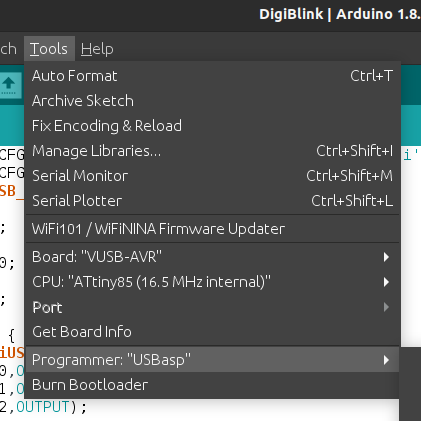 DigiBlink | Arduino 1.8.
ch Tools Help
Auto Format Ctrl+T
Archive Sketch
Fix Encoding & Reload
Manage Libraries... Ctrl+Shift+I
Serial Monitor Ctrl+Shift+M
Serial Plotter Ctrl+Shift+L
WiFi101 / WiFiNINA Firmware Updater
Board: "VUSB-AVR"
CPU: "ATtiny85 (16.5 MHz internal)"
Port
Get Board Info
Programmer: "USBasp"
Burn Bootloader
CFG
CFG
SB_
;
0;
;
{
iUS
0,O
1,O
2,OUTPUT);
i'